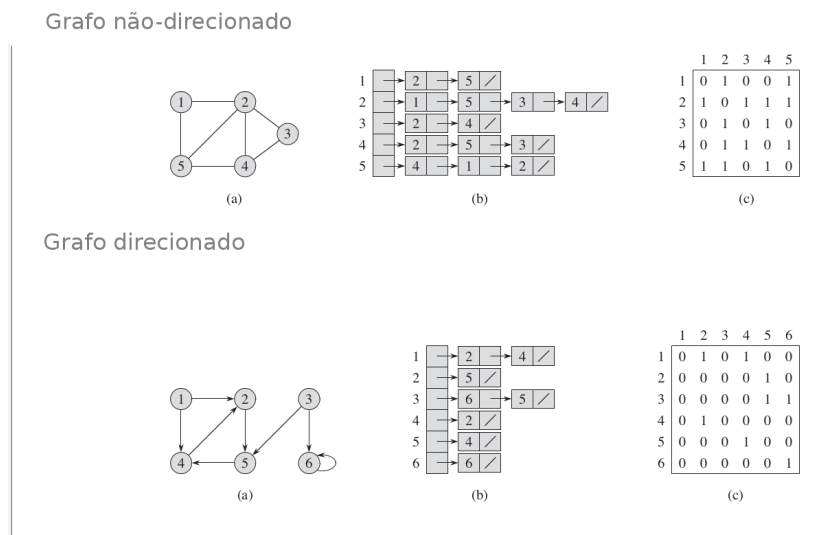 Grafo não-direcionado
1 2
3
5 4
(a)
1 2 5
2 1 5 3 4
3 2 4
4 2 5 3
5 4 1 2
(b)
1 2 3 4 5
1 0 1 0 0 1
2 1 0 1 1 1
3 0 1 0 1 0
4 0 1 1 0 1
5 1 1 0 1 0
(c)
Grafo direcionado
1 2 3
4 5 6
(a)
1 2 4
2 5
3 6 5
4 2
5 4
6 6
(b)
1 2 3 4 5 6
1 0 1 0 1 0 0
2 0 0 0 0 1 0
3 0 0 0 0 1 1
4 0 1 0 0 0 0
5 0 0 0 1 0 0
6 0 0 0 0 0 1
(c)